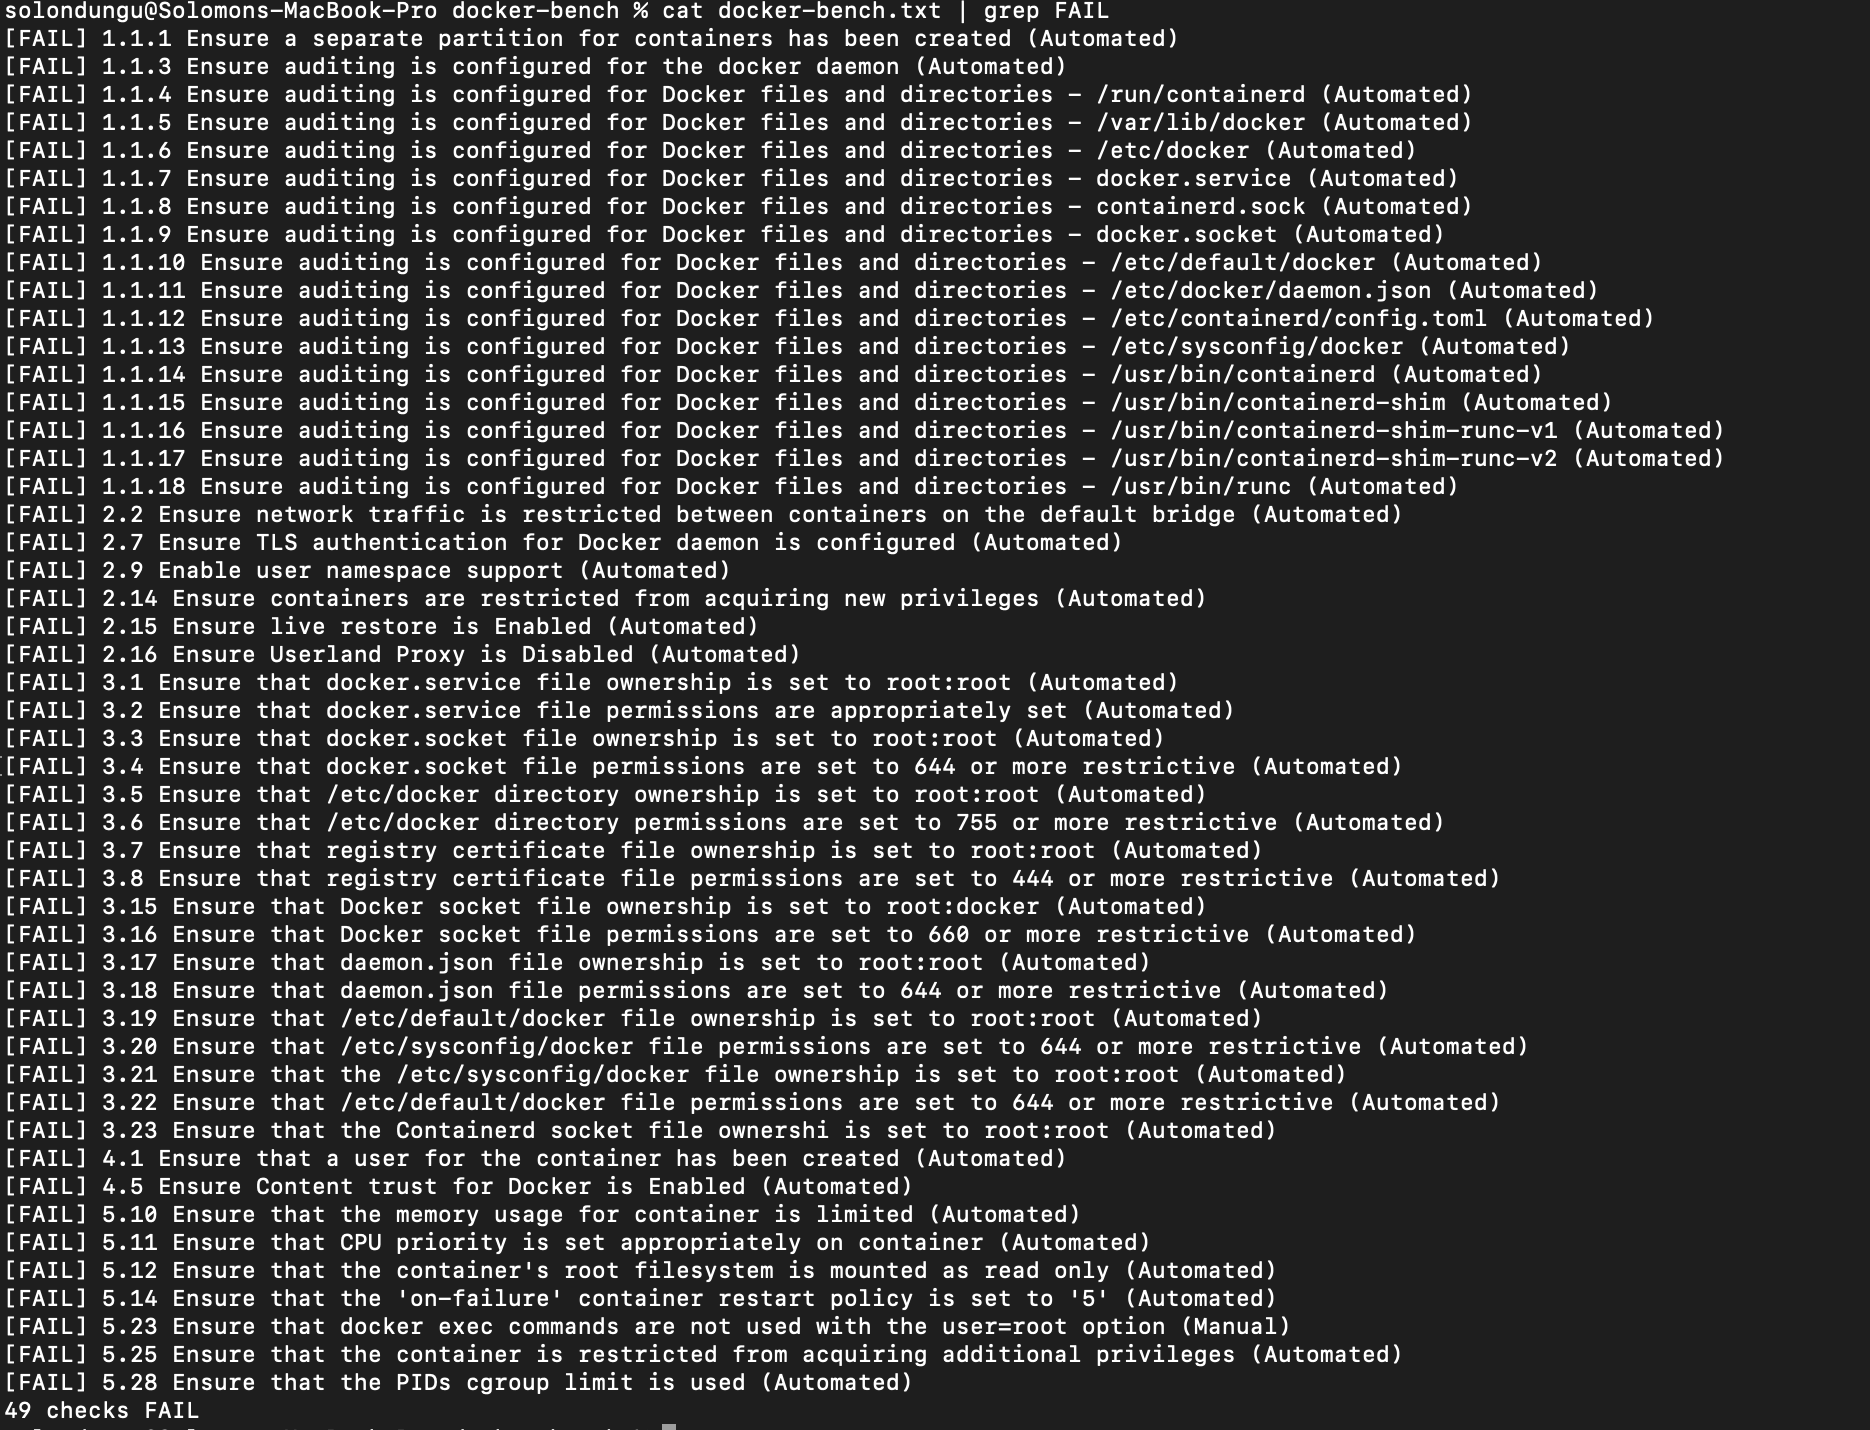 solondungu@Solomons-MacBook-Pro docker-bench % cat docker-bench.txt | grep FAIL
[FAIL] 1.1.1 Ensure a separate partition for containers has been created (Automated)
[FAIL] 1.1.3 Ensure auditing is configured for the docker daemon (Automated)
[FAIL] 1.1.4 Ensure auditing is configured for Docker files and directories – /run/containerd (Automated)
[FAIL] 1.1.5 Ensure auditing is configured for Docker files and directories – /var/lib/docker (Automated)
[FAIL] 1.1.6 Ensure auditing is configured for Docker files and directories – /etc/docker (Automated)
[FAIL] 1.1.7 Ensure auditing is configured for Docker files and directories – docker.service (Automated)
[FAIL] 1.1.8 Ensure auditing is configured for Docker files and directories – containerd.sock (Automated)
[FAIL] 1.1.9 Ensure auditing is configured for Docker files and directories – docker.socket (Automated)
[FAIL] 1.1.10 Ensure auditing is configured for Docker files and directories – /etc/default/docker (Automated)
[FAIL] 1.1.11 Ensure auditing is configured for Docker files and directories – /etc/docker/daemon.json (Automated)
[FAIL] 1.1.12 Ensure auditing is configured for Docker files and directories – /etc/containerd/config.toml (Automated)
[FAIL] 1.1.13 Ensure auditing is configured for Docker files and directories – /etc/sysconfig/docker (Automated)
[FAIL] 1.1.14 Ensure auditing is configured for Docker files and directories – /usr/bin/containerd (Automated)
[FAIL] 1.1.15 Ensure auditing is configured for Docker files and directories – /usr/bin/containerd-shim (Automated)
[FAIL] 1.1.16 Ensure auditing is configured for Docker files and directories – /usr/bin/containerd-shim-runc-v1 (Automated)
[FAIL] 1.1.17 Ensure auditing is configured for Docker files and directories – /usr/bin/containerd-shim-runc-v2 (Automated)
[FAIL] 1.1.18 Ensure auditing is configured for Docker files and directories – /usr/bin/runc (Automated)
[FAIL] 2.2 Ensure network traffic is restricted between containers on the default bridge (Automated)
[FAIL] 2.7 Ensure TLS authentication for Docker daemon is configured (Automated)
[FAIL] 2.9 Enable user namespace support (Automated)
[FAIL] 2.14 Ensure containers are restricted from acquiring new privileges (Automated)
[FAIL] 2.15 Ensure live restore is Enabled (Automated)
[FAIL] 2.16 Ensure Userland Proxy is Disabled (Automated)
[FAIL] 3.1 Ensure that docker.service file ownership is set to root:root (Automated)
[FAIL] 3.2 Ensure that docker.service file permissions are appropriately set (Automated)
[FAIL] 3.3 Ensure that docker.socket file ownership is set to root:root (Automated)
[FAIL] 3.4 Ensure that docker.socket file permissions are set to 644 or more restrictive (Automated)
[FAIL] 3.5 Ensure that /etc/docker directory ownership is set to root:root (Automated)
[FAIL] 3.6 Ensure that /etc/docker directory permissions are set to 755 or more restrictive (Automated)
[FAIL] 3.7 Ensure that registry certificate file ownership is set to root:root (Automated)
[FAIL] 3.8 Ensure that registry certificate file permissions are set to 444 or more restrictive (Automated)
[FAIL] 3.15 Ensure that Docker socket file ownership is set to root:docker (Automated)
[FAIL] 3.16 Ensure that Docker socket file permissions are set to 660 or more restrictive (Automated)
[FAIL] 3.17 Ensure that daemon.json file ownership is set to root:root (Automated)
[FAIL] 3.18 Ensure that daemon.json file permissions are set to 644 or more restrictive (Automated)
[FAIL] 3.19 Ensure that /etc/default/docker file ownership is set to root:root (Automated)
[FAIL] 3.20 Ensure that /etc/sysconfig/docker file permissions are set to 644 or more restrictive (Automated)
[FAIL] 3.21 Ensure that the /etc/sysconfig/docker file ownership is set to root:root (Automated)
[FAIL] 3.22 Ensure that /etc/default/docker file permissions are set to 644 or more restrictive (Automated)
[FAIL] 3.23 Ensure that the Containerd socket file ownershi is set to root:root (Automated)
[FAIL] 4.1 Ensure that a user for the container has been created (Automated)
[FAIL] 4.5 Ensure Content trust for Docker is Enabled (Automated)
[FAIL] 5.10 Ensure that the memory usage for container is limited (Automated)
[FAIL] 5.11 Ensure that CPU priority is set appropriately on container (Automated)
[FAIL] 5.12 Ensure that the container's root filesystem is mounted as read only (Automated)
[FAIL] 5.14 Ensure that the 'on-failure' container restart policy is set to '5' (Automated)
[FAIL] 5.23 Ensure that docker exec commands are not used with the user=root option (Manual)
[FAIL] 5.25 Ensure that the container is restricted from acquiring additional privileges (Automated)
[FAIL] 5.28 Ensure that the PIDs cgroup limit is used (Automated)
49 checks FAIL